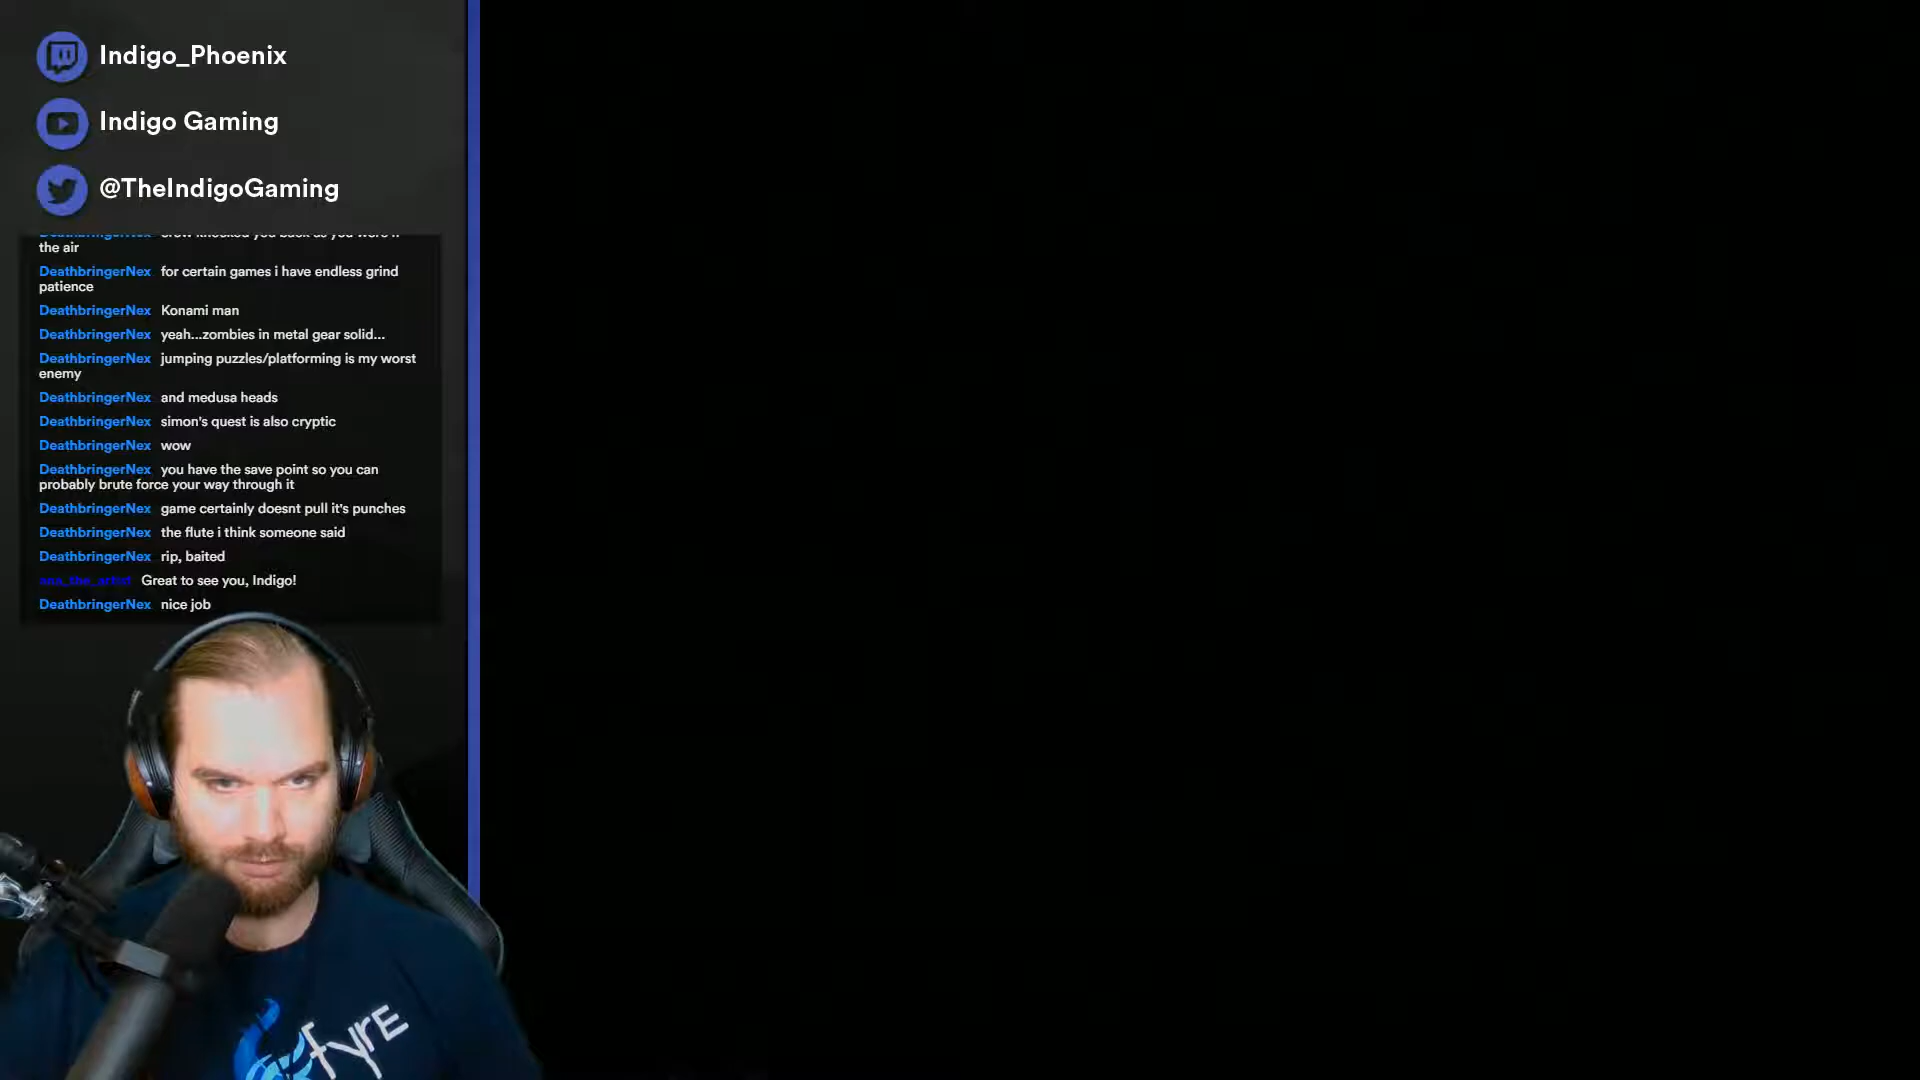 Indigo_Phoenix
Indigo Gaming
@TheIndigoGaming
the air
DeathbringerNex for certain games i have endless grind
patience
DeathbringerNex Konami man
DeathbringerNex yeah...zombies in metal gear solid...
DeathbringerNex jumping puzzles/platforming is my worst
enemy
DeathbringerNex and medusa heads
DeathbringerNex simon's quest is also cryptic
DeathbringerNex wow
DeathbringerNex you have the save point so you can
probably brute force your way through it
DeathbringerNex game certainly doesnt pull it's punches
DeathbringerNex the flute i think someone said
DeathbringerNex rip, baited
Great to see you, Indigo!
DeathbringerNex nice job
fyre